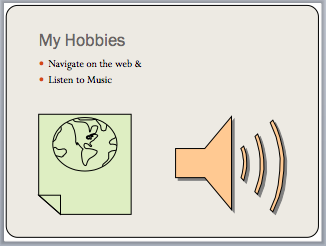 My Hobbies
Navigate on the web &
Listen to Music